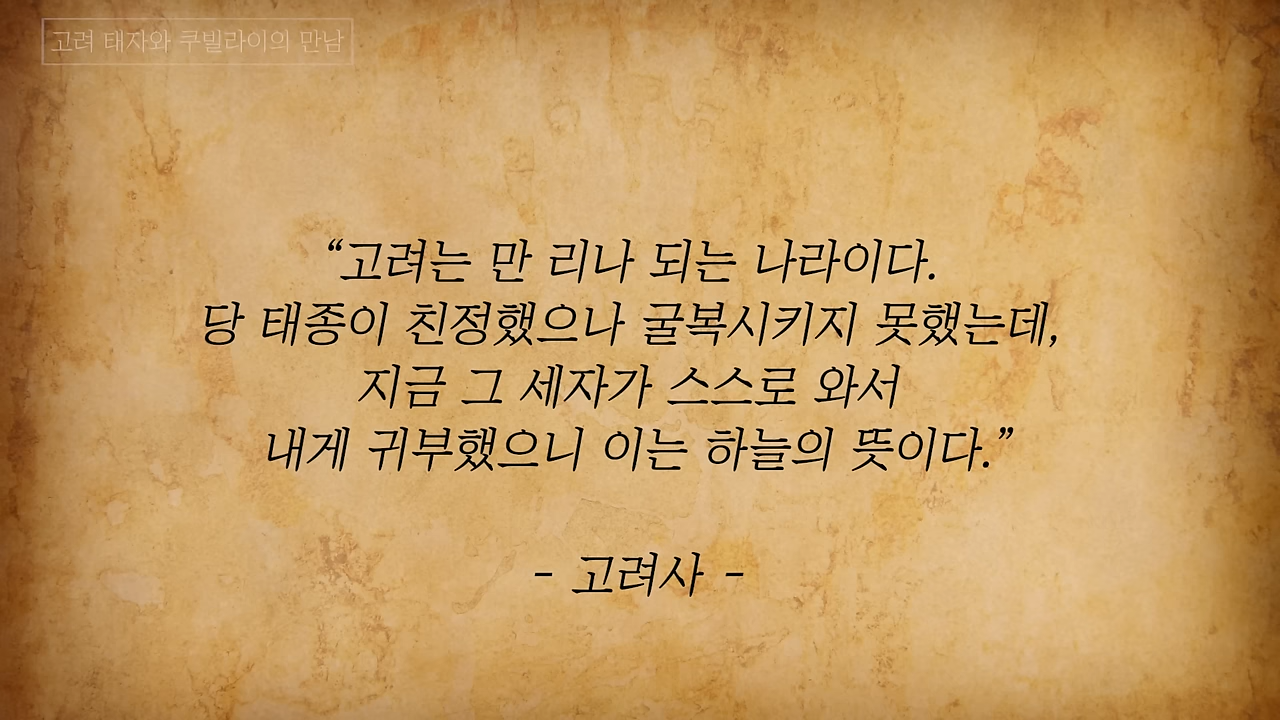 고려 태자와 쿠빌라이의 만남
“고려는 만 리나 되는 나라이다.
당 태종이 친정했으나 굴복시키지 못했는데,
지금 그 세자가 스스로 와서
내게 귀부했으니 이는 하늘의 뜻이다.”
- 고려사 -